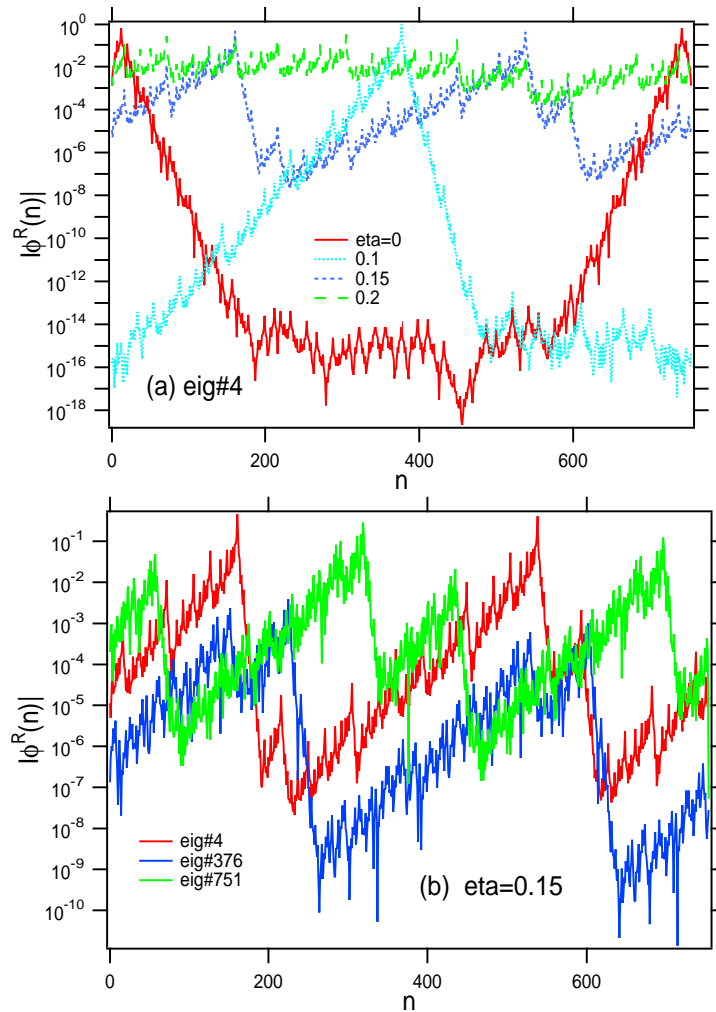 10^0
10^-2
10^-4
10^-6
10^-8
10^-10
10^-12
10^-14
10^-16
10^-18
|ϕ^R(n)|
eta=0
0.1
0.15
0.2
(a) eig#4
0 200 400 600
n
10^-1
10^-2
10^-3
10^-4
10^-5
10^-6
10^-7
10^-8
10^-9
10^-10
|ϕ^R(n)|
eig#4
eig#376
eig#751
(b) eta=0.15
0 200 400 600
n